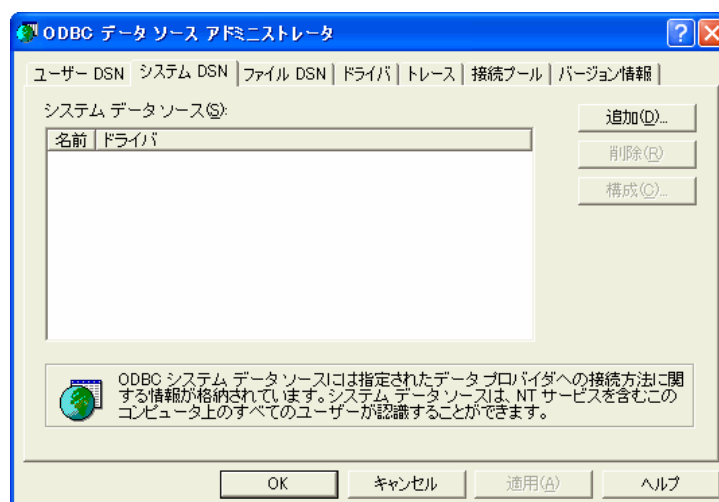 ODBC データ ソース アドミニストレータ
ユーザー DSN システム DSN ファイル DSN ドライバ トレース 接続プール バージョン情報
システム データ ソース(S):
追加(D)...
名前 ドライバ
削除(R)
構成(C)...
ODBC システム データ ソースには指定されたデータ プロバイダへの接続方法に関
する情報が格納されています。システム データ ソースは、NT サービスを含むこの
コンピュータ上のすべてのユーザーが認識することができます。
OK キャンセル 適用(A) ヘルプ